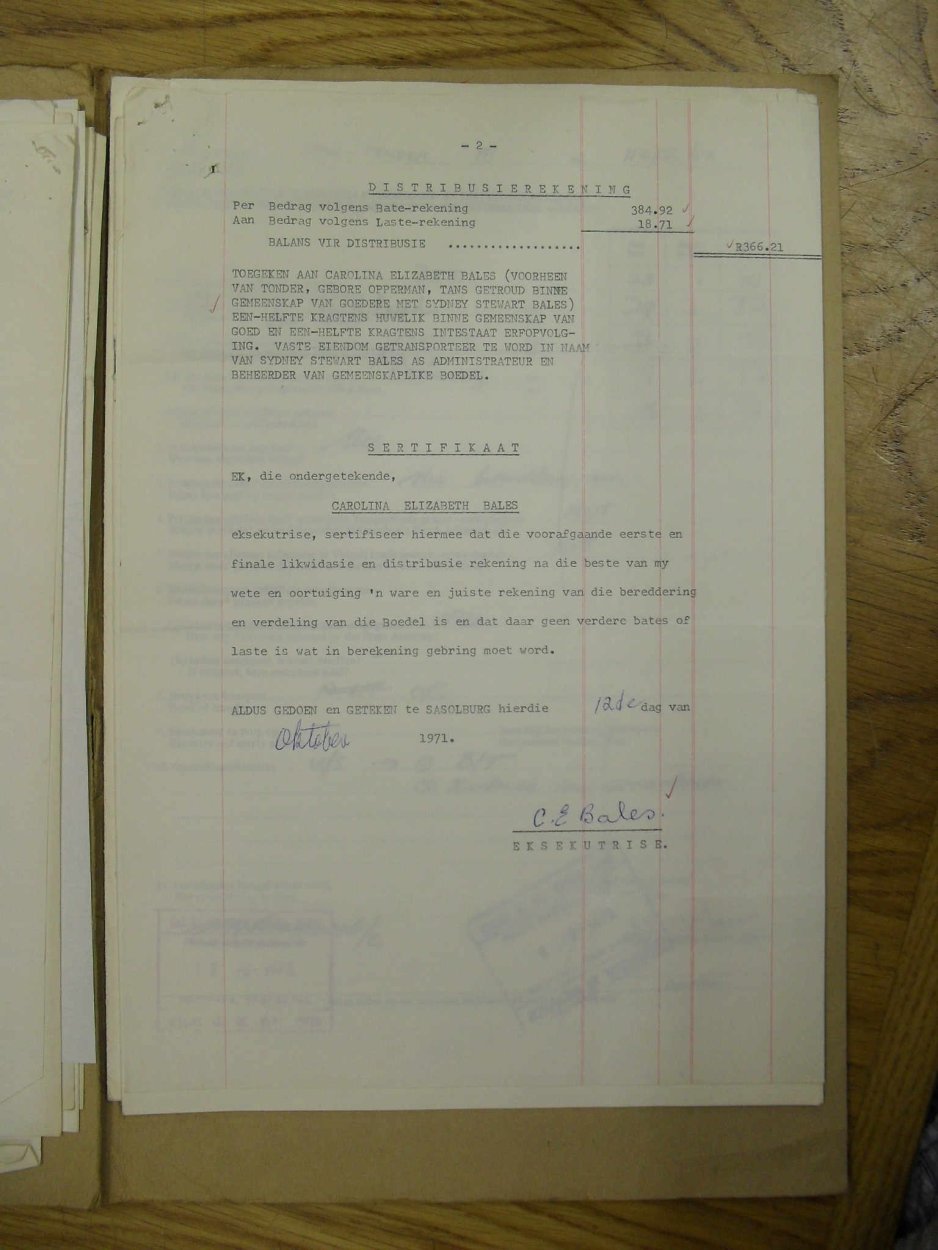 - 2 -
DISTRIBUSIEREKENING
Per Bedrag volgens Bate-rekening 384.92
Aan Bedrag volgens Laste-rekening 18.71
BALANS VIR DISTRIBUSIE ................... R366.21
TOEGEKEN AAN CAROLINA ELIZABETH BALES (VOORHEEN
VAN TONDER, GEBORE OPPERMAN, TANS GETROUD BINNE
GEMEENSKAP VAN GOEDERE MET SYDNEY STEWART BALES)
EEN-HELFTE KRAGTENS HUWELIK BINNE GEMEENSKAP VAN
GOED EN EEN-HELFTE KRAGTENS INTESTAAT ERFOPVOLG-
ING. VASTE EIENDOM GETRANSPORTEER TE WORD IN NAAM
VAN SYDNEY STEWART BALES AS ADMINISTRATEUR EN
BEHEERDER VAN GEMEENSKAPLIKE BOEDEL.
SERTIFIKAAT
EK, die ondergetekende,
CAROLINA ELIZABETH BALES
eksekutrise, sertifiseer hiermee dat die voorafgaande eerste en
finale likwidasie en distribusie rekening na die beste van my
wete en oortuiging 'n ware en juiste rekening van die bereddering
en verdeling van die Boedel is en dat daar geen verdere bates of
laste is wat in berekening gebring moet word.
ALDUS GEDOEN en GETEKEN te SASOLBURG hierdie 12de dag van
Oktober 1971.
C.E Bales.
EKSEKUTRISE.